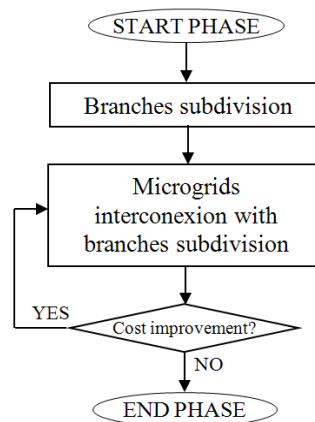 START PHASE
Branches subdivision
Microgrids
interconexion with
branches subdivision
YES
Cost improvement?
NO
END PHASE